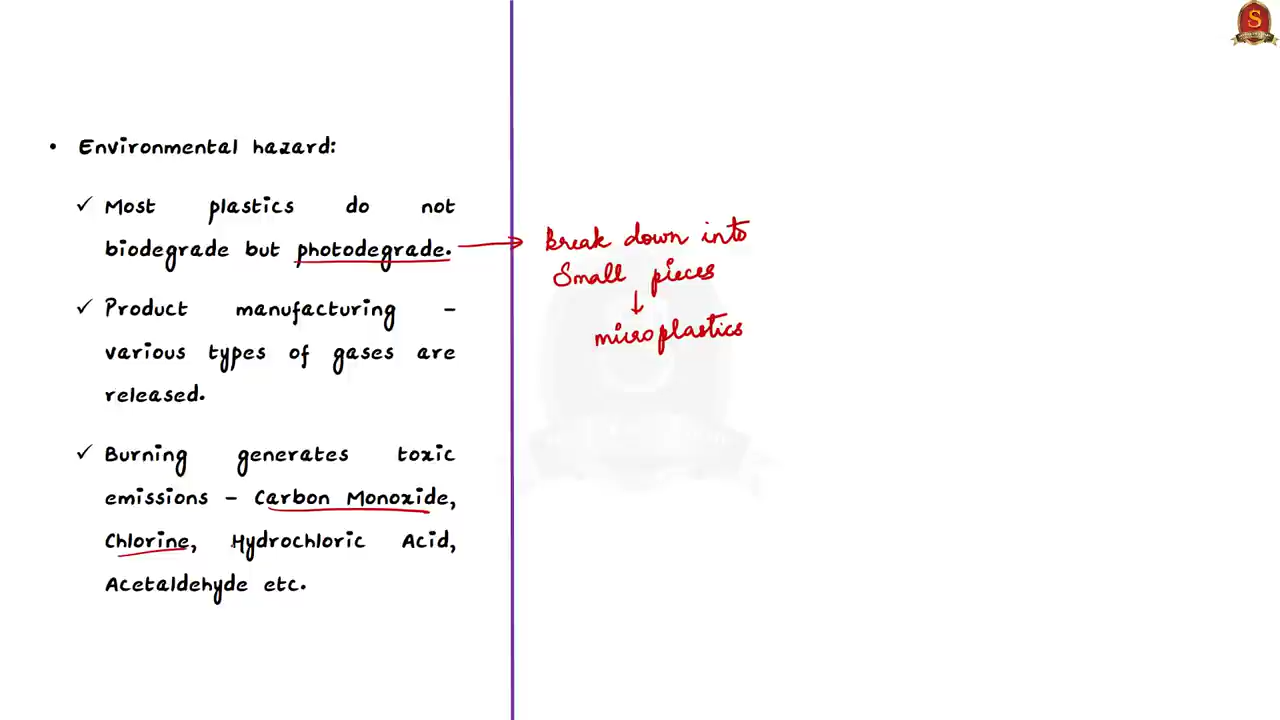 • Environmental hazard:
✓ Most plastics do not
biodegrade but photodegrade.
✓ Product manufacturing –
various types of gases are
released.
✓ Burning generates toxic
emissions – Carbon Monoxide,
Chlorine, Hydrochloric Acid,
Acetaldehyde etc.
Break down into
Small pieces
↓
microplastics
S